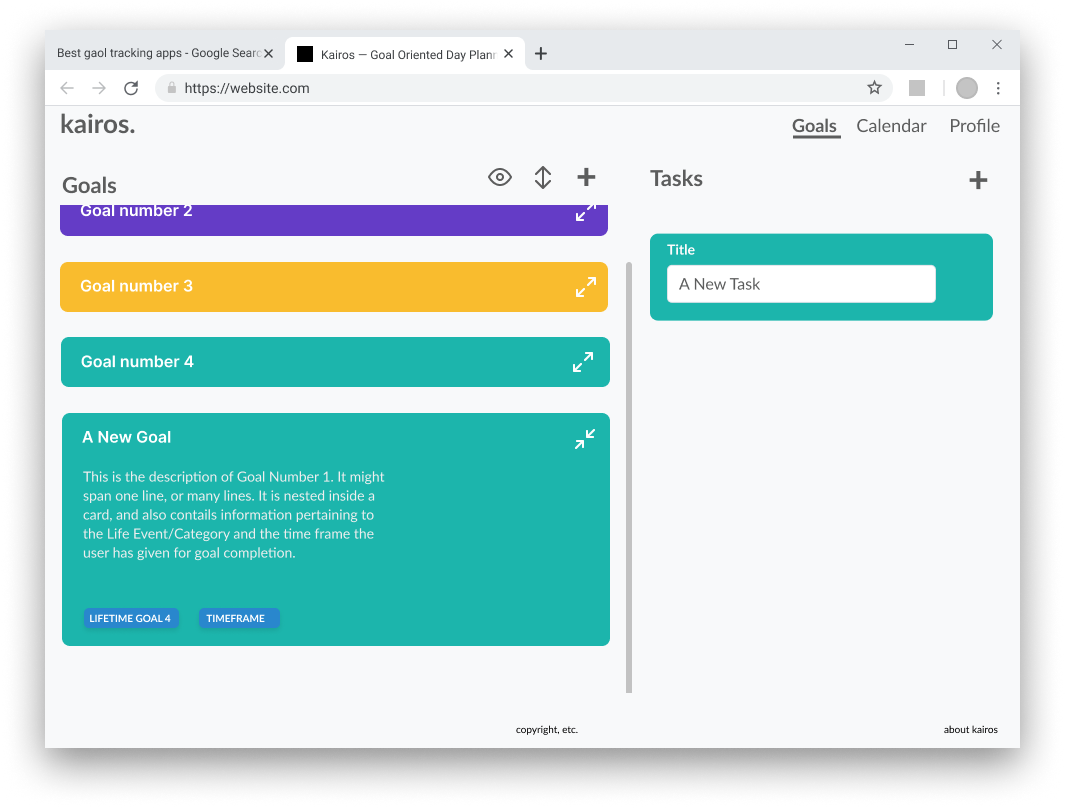 Best gaol tracking apps - Google Searc
Kairos — Goal Oriented Day Plann
https://website.com
kairos.
Goals Calendar Profile
Goals
Tasks
Goal number 2
Goal number 3
Goal number 4
A New Goal
This is the description of Goal Number 1. It might
span one line, or many lines. It is nested inside a
card, and also contails information pertaining to
the Life Event/Category and the time frame the
user has given for goal completion.
LIFETIME GOAL 4 TIMEFRAME
Title
A New Task
copyright, etc.
about kairos